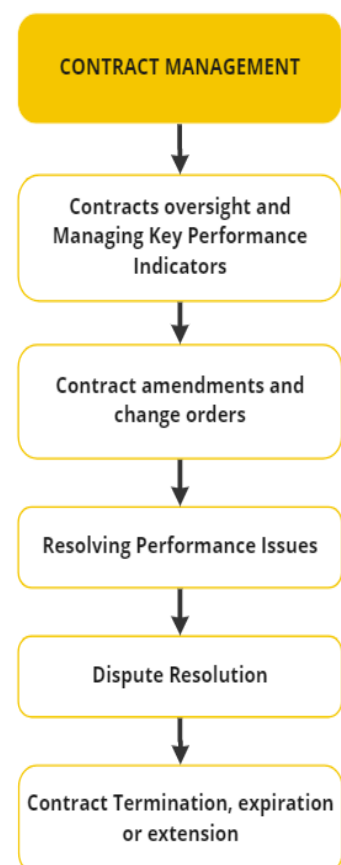 CONTRACT MANAGEMENT
Contracts oversight and
Managing Key Performance
Indicators
Contract amendments and
change orders
Resolving Performance Issues
Dispute Resolution
Contract Termination, expiration
or extension